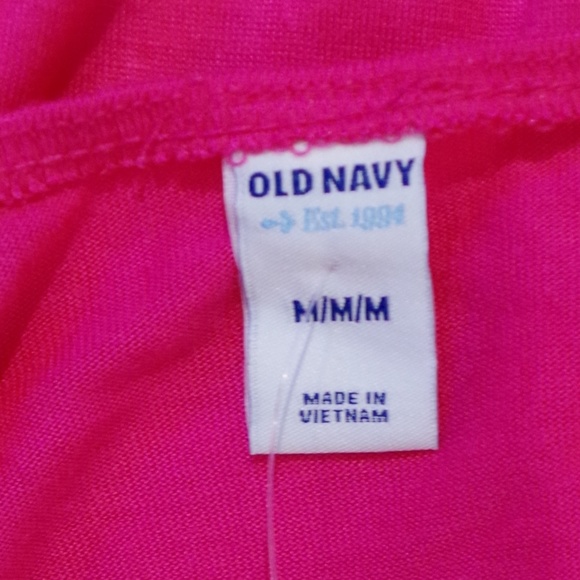 OLD NAVY
Est. 1994
M/M/M
MADE IN
VIETNAM